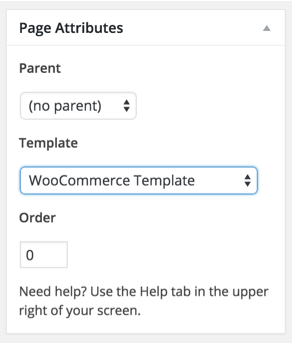 Page Attributes
Parent
(no parent)
Template
WooCommerce Template
Order
0
Need help? Use the Help tab in the upper
right of your screen.